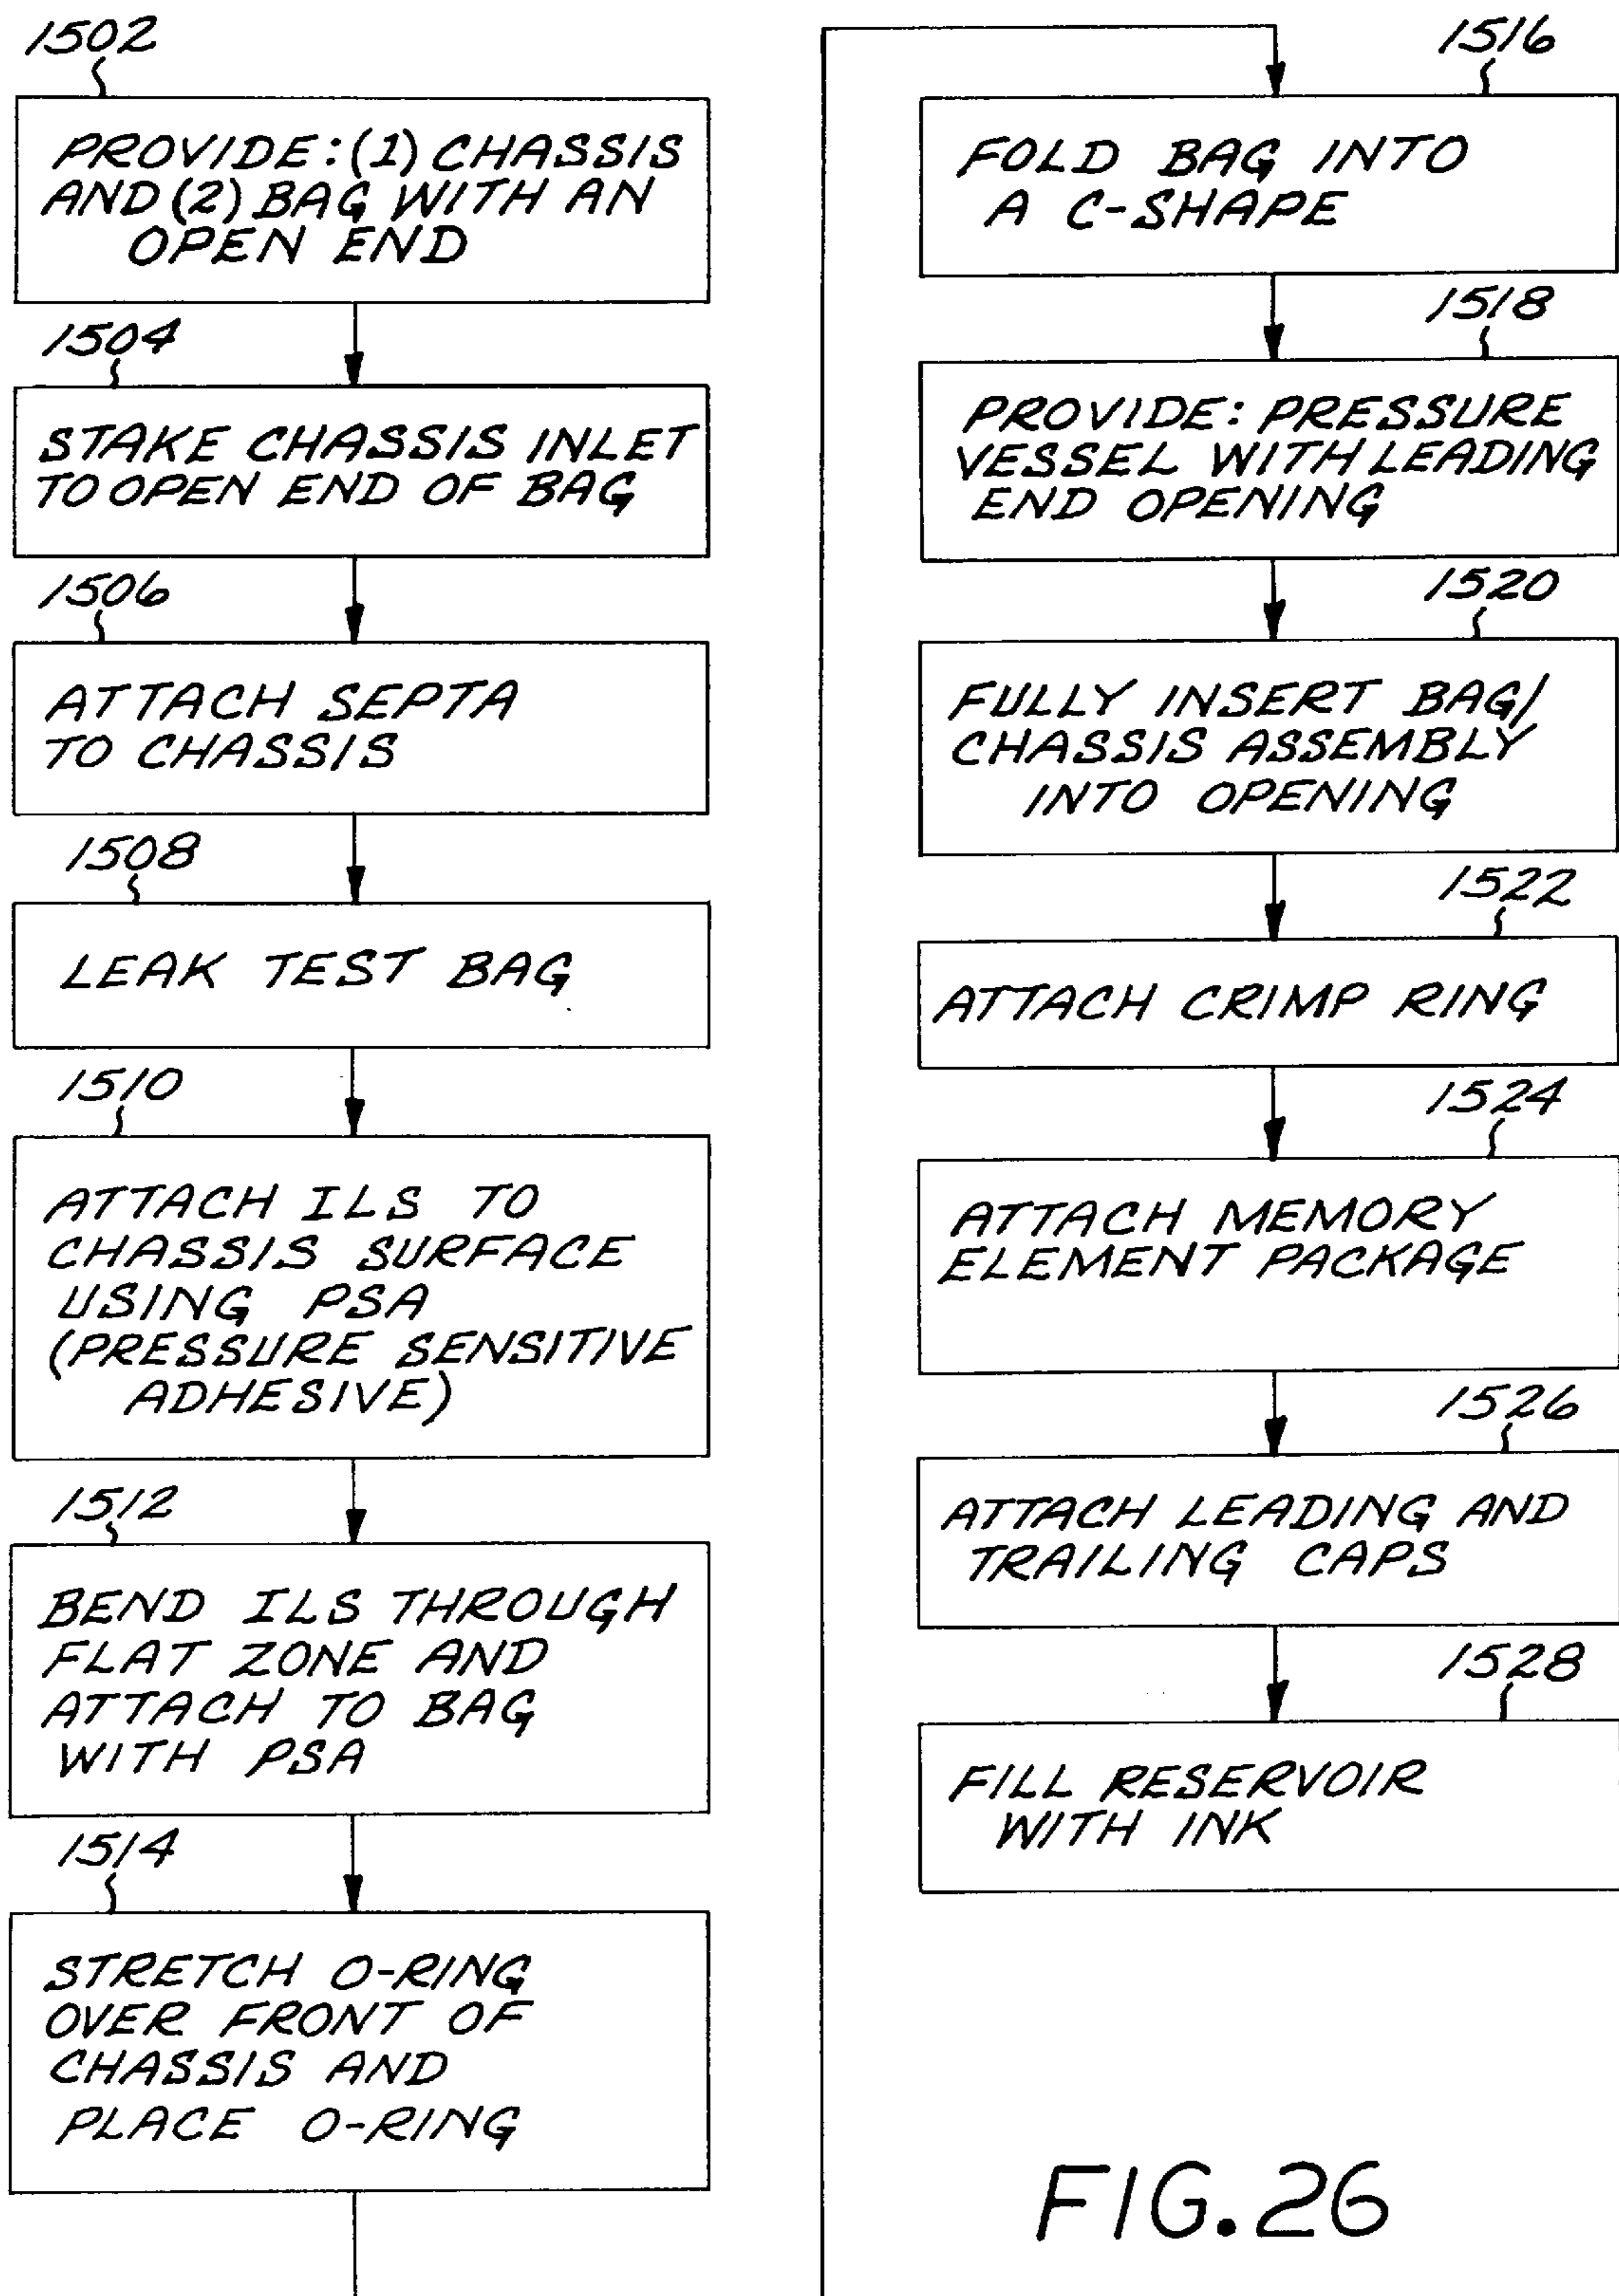 1502
PROVIDE: (1) CHASSIS
AND (2) BAG WITH AN
OPEN END
1504
STAKE CHASSIS INLET
TO OPEN END OF BAG
1506
ATTACH SEPTA
TO CHASSIS
1508
LEAK TEST BAG
1510
ATTACH ILS TO
CHASSIS SURFACE
USING PSA
(PRESSURE SENSITIVE
ADHESIVE)
1512
BEND ILS THROUGH
FLAT ZONE AND
ATTACH TO BAG
WITH PSA
1514
STRETCH O-RING
OVER FRONT OF
CHASSIS AND
PLACE O-RING
1516
FOLD BAG INTO
A C-SHAPE
1518
PROVIDE: PRESSURE
VESSEL WITH LEADING
END OPENING
1520
FULLY INSERT BAG/
CHASSIS ASSEMBLY
INTO OPENING
1522
ATTACH CRIMP RING
1524
ATTACH MEMORY
ELEMENT PACKAGE
1526
ATTACH LEADING AND
TRAILING CAPS
1528
FILL RESERVOIR
WITH INK
FIG. 26